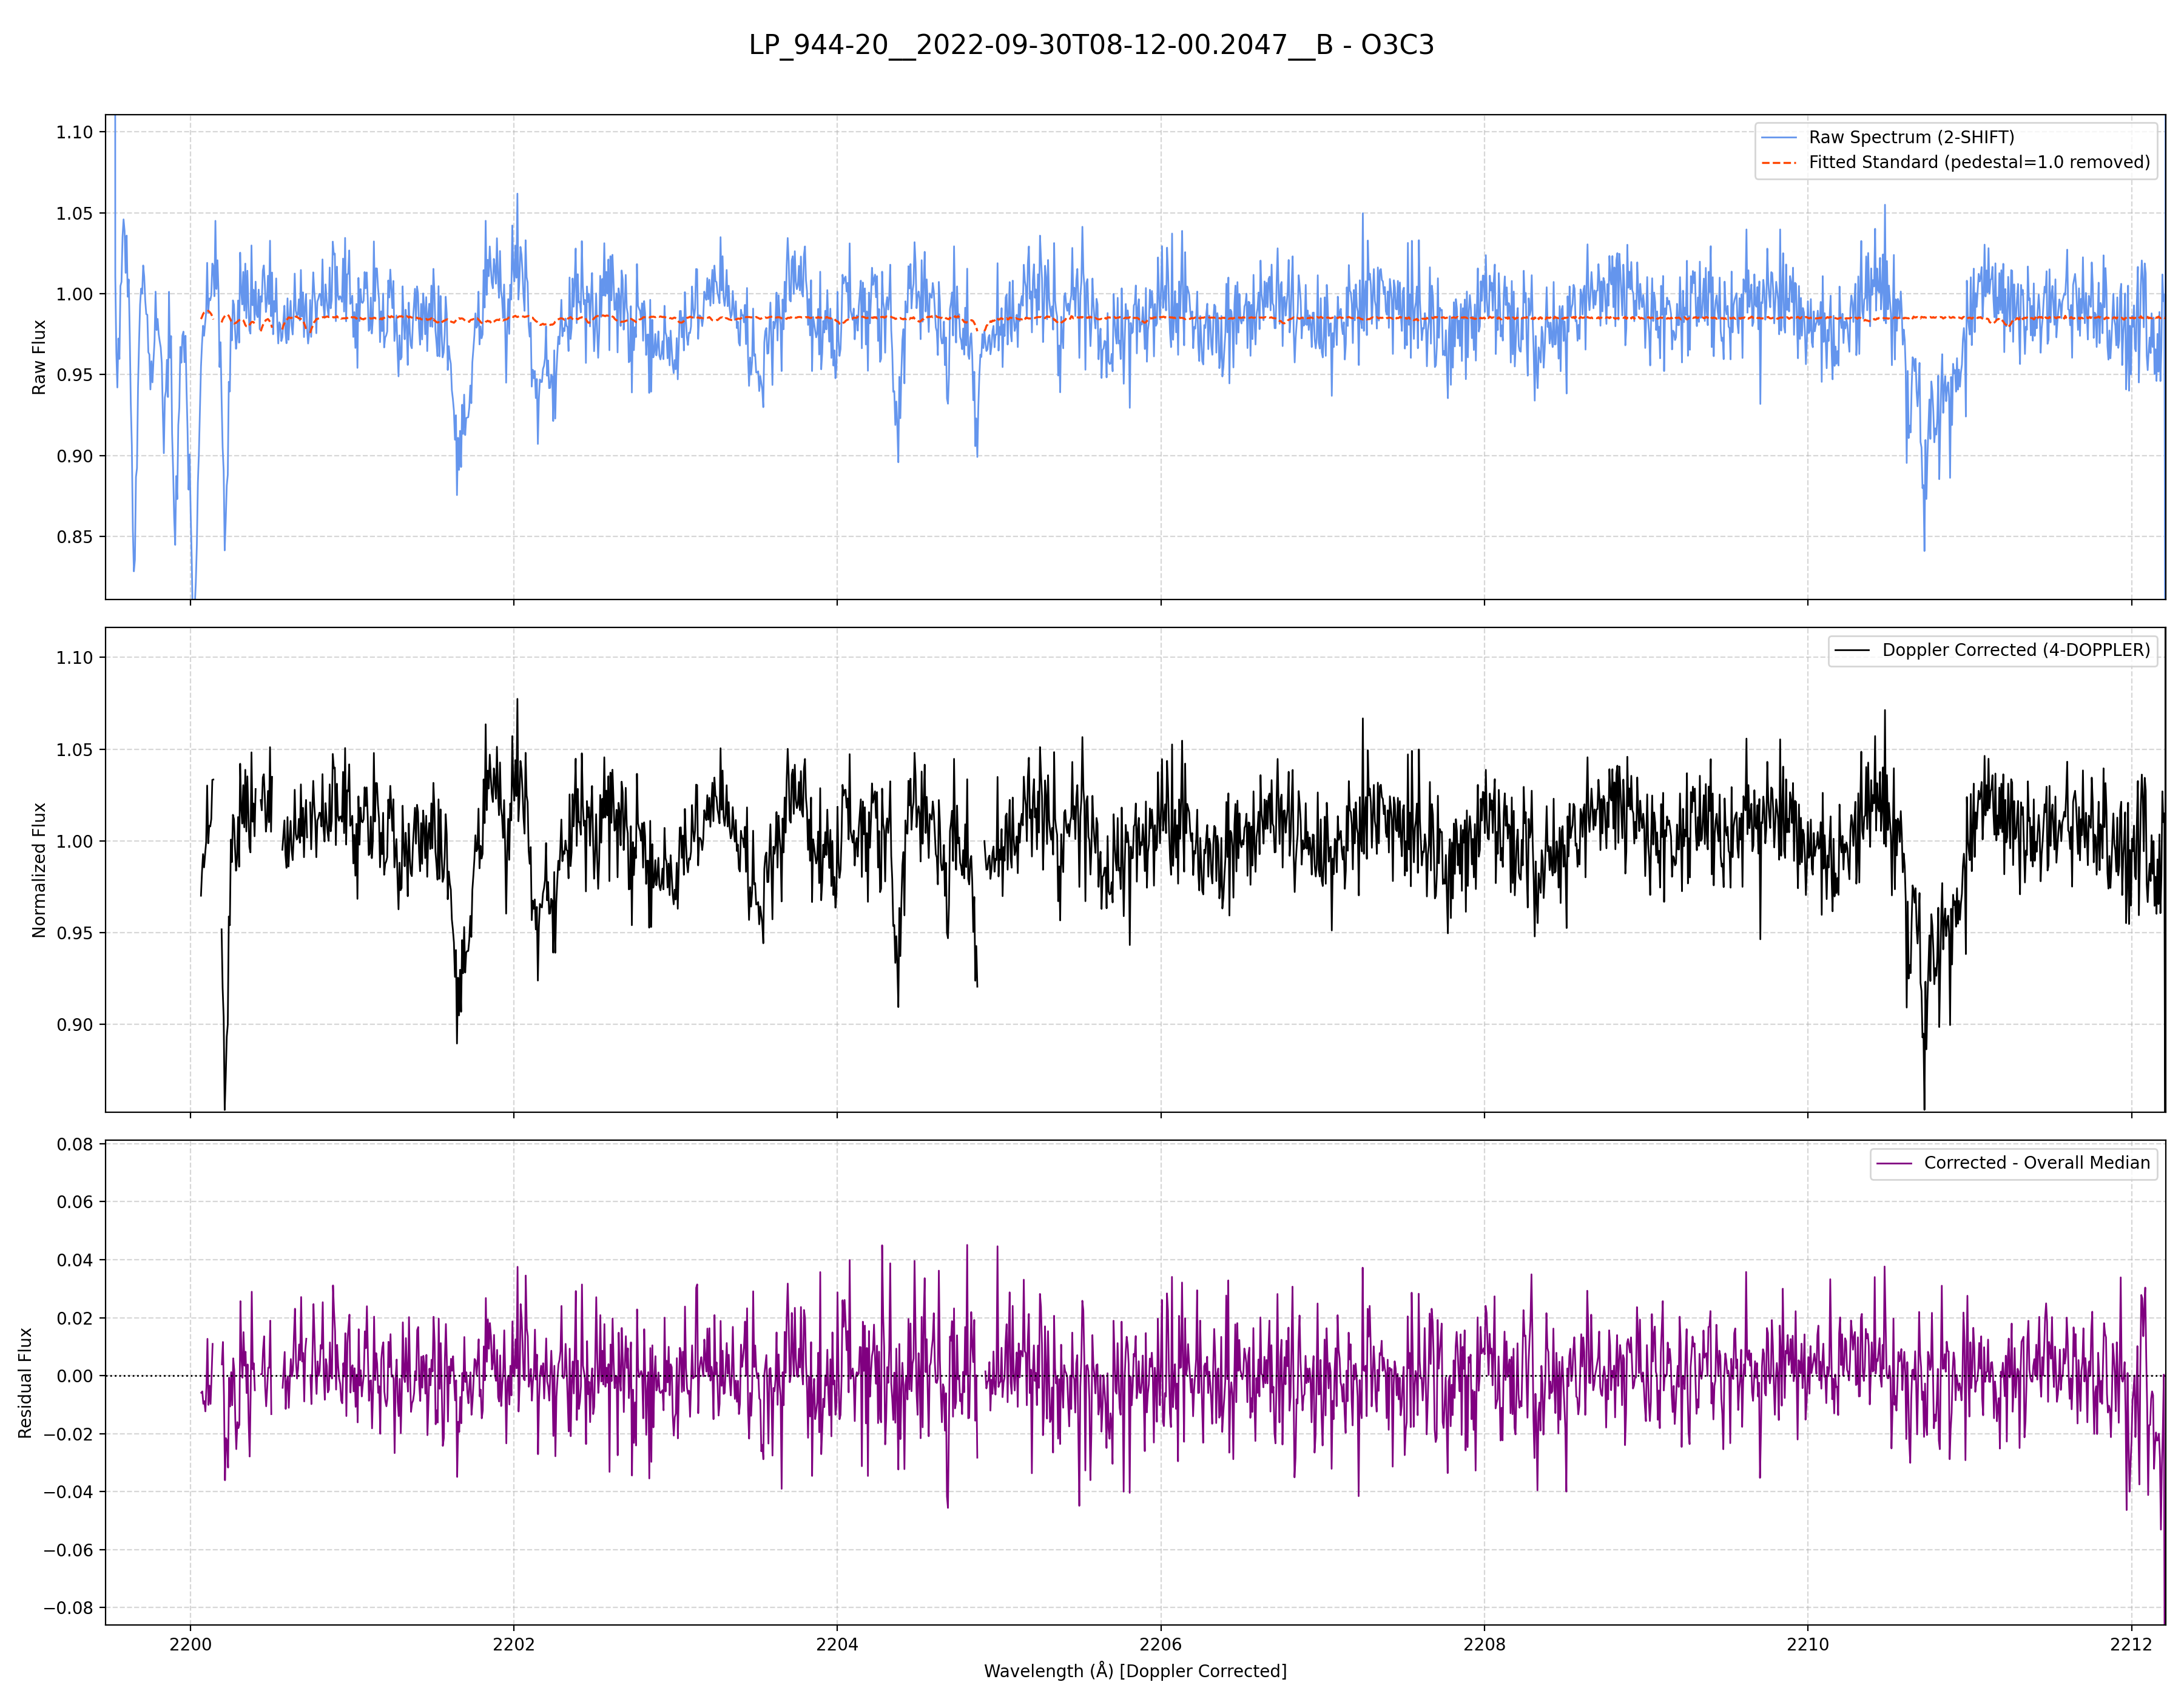 LP_944-20__2022-09-30T08-12-00.2047__B - O3C3
1.10
1.05
1.00
0.95
0.90
0.85
Raw Flux
Raw Spectrum (2-SHIFT)
Fitted Standard (pedestal=1.0 removed)
1.10
1.05
1.00
0.95
0.90
Normalized Flux
Doppler Corrected (4-DOPPLER)
0.08
0.06
0.04
0.02
0.00
−0.02
−0.04
−0.06
−0.08
Residual Flux
Corrected - Overall Median
2200 2202 2204 2206 2208 2210 2212
Wavelength (Å) [Doppler Corrected]